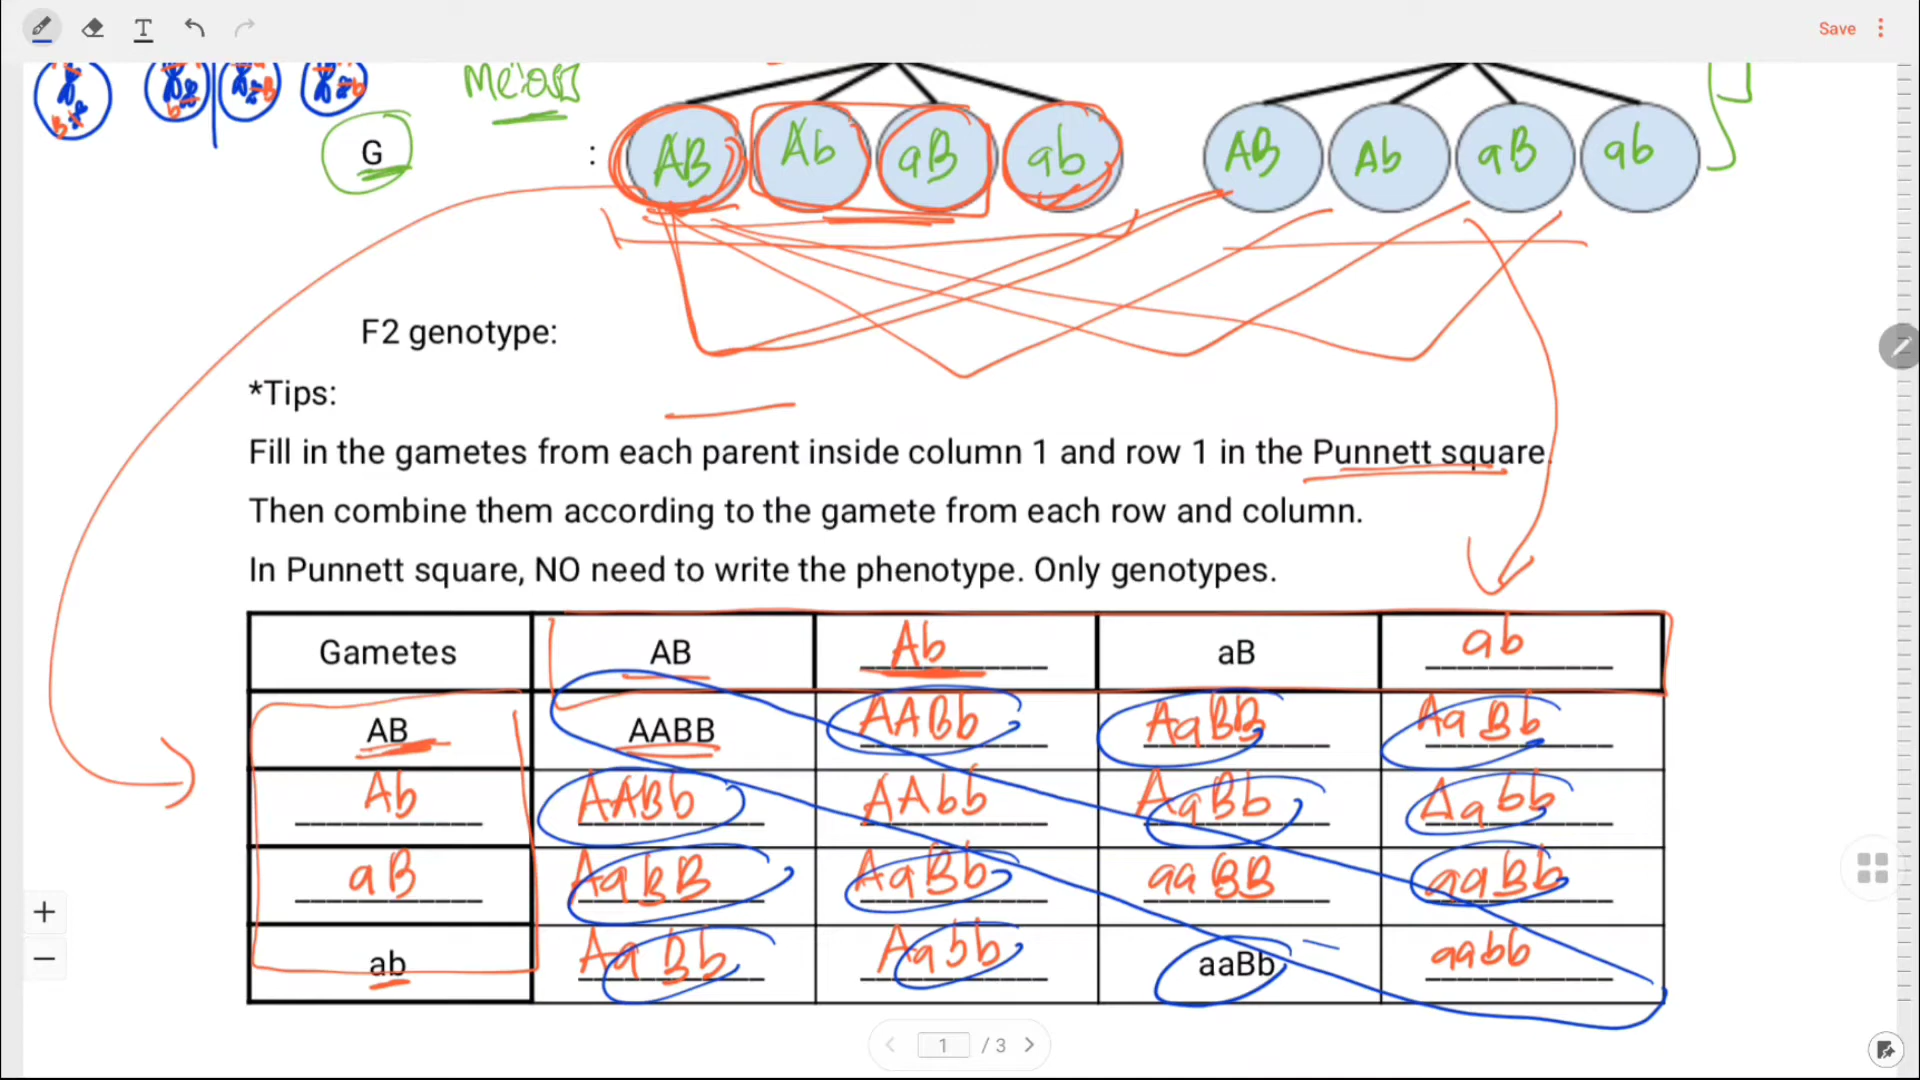 Save
Meiosis
G : AB Ab aB ab AB Ab aB ab
F2 genotype:
*Tips:
Fill in the gametes from each parent inside column 1 and row 1 in the Punnett square.
Then combine them according to the gamete from each row and column.
In Punnett square, NO need to write the phenotype. Only genotypes.
Gametes AB Ab aB ab
AB AABB AABb AaBB AaBb
Ab AABb AAbb AaBb Aabb
aB AaBB AaBb aaBB aaBb
ab AaBb Aabb aaBb aabb
1 / 3